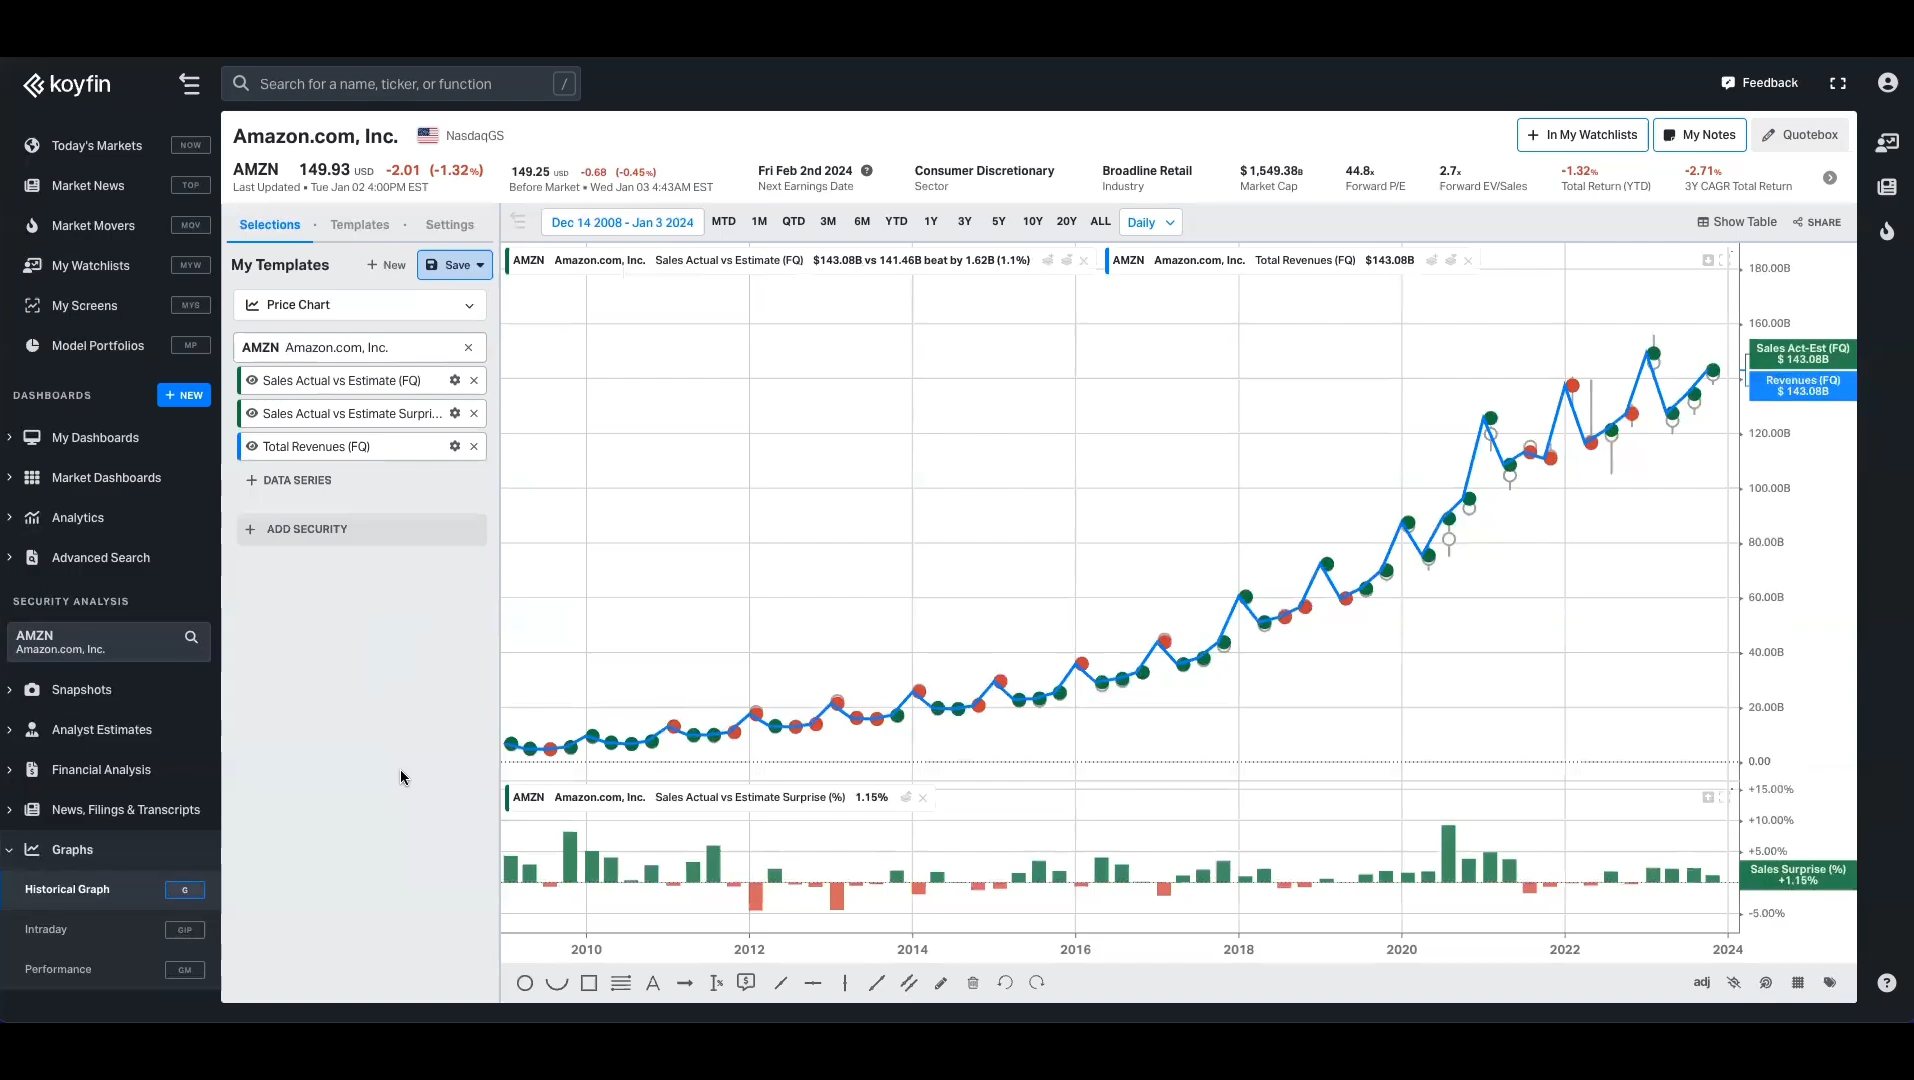 koyfin
Search for a name, ticker, or function
/
Feedback
Today's Markets NOW
Market News TOP
Market Movers MOV
My Watchlists MYW
My Screens MYS
Model Portfolios MP
DASHBOARDS
+ NEW
My Dashboards
Market Dashboards
Analytics
Advanced Search
SECURITY ANALYSIS
AMZN
Amazon.com, Inc.
Snapshots
Analyst Estimates
Financial Analysis
News, Filings & Transcripts
Graphs
Historical Graph G
Intraday GIP
Performance GM
Amazon.com, Inc. NasdaqGS
+ In My Watchlists
My Notes
Quotebox
AMZN 149.93 USD -2.01 (-1.32%)
Last Updated • Tue Jan 02 4:00PM EST
149.25 USD -0.68 (-0.45%)
Before Market • Wed Jan 03 4:43AM EST
Fri Feb 2nd 2024
Next Earnings Date
Consumer Discretionary
Sector
Broadline Retail
Industry
$ 1,549.38B
Market Cap
44.8x
Forward P/E
2.7x
Forward EV/Sales
-1.32%
Total Return (YTD)
-2.71%
3Y CAGR Total Return
Selections · Templates · Settings
My Templates + New Save
Price Chart
AMZN Amazon.com, Inc.
Sales Actual vs Estimate (FQ)
Sales Actual vs Estimate Surpri...
Total Revenues (FQ)
+ DATA SERIES
+ ADD SECURITY
Dec 14 2008 - Jan 3 2024 MTD 1M QTD 3M 6M YTD 1Y 3Y 5Y 10Y 20Y ALL Daily
Show Table SHARE
AMZN Amazon.com, Inc. Sales Actual vs Estimate (FQ) $143.08B vs 141.46B beat by 1.62B (1.1%)
AMZN Amazon.com, Inc. Total Revenues (FQ) $143.08B
180.00B
160.00B
Sales Act-Est (FQ)
$ 143.08B
Revenues (FQ)
$ 143.08B
120.00B
100.00B
80.00B
60.00B
40.00B
20.00B
0.00
AMZN Amazon.com, Inc. Sales Actual vs Estimate Surprise (%) 1.15%
+15.00%
+10.00%
+5.00%
Sales Surprise (%)
+1.15%
-5.00%
2010 2012 2014 2016 2018 2020 2022 2024
adj